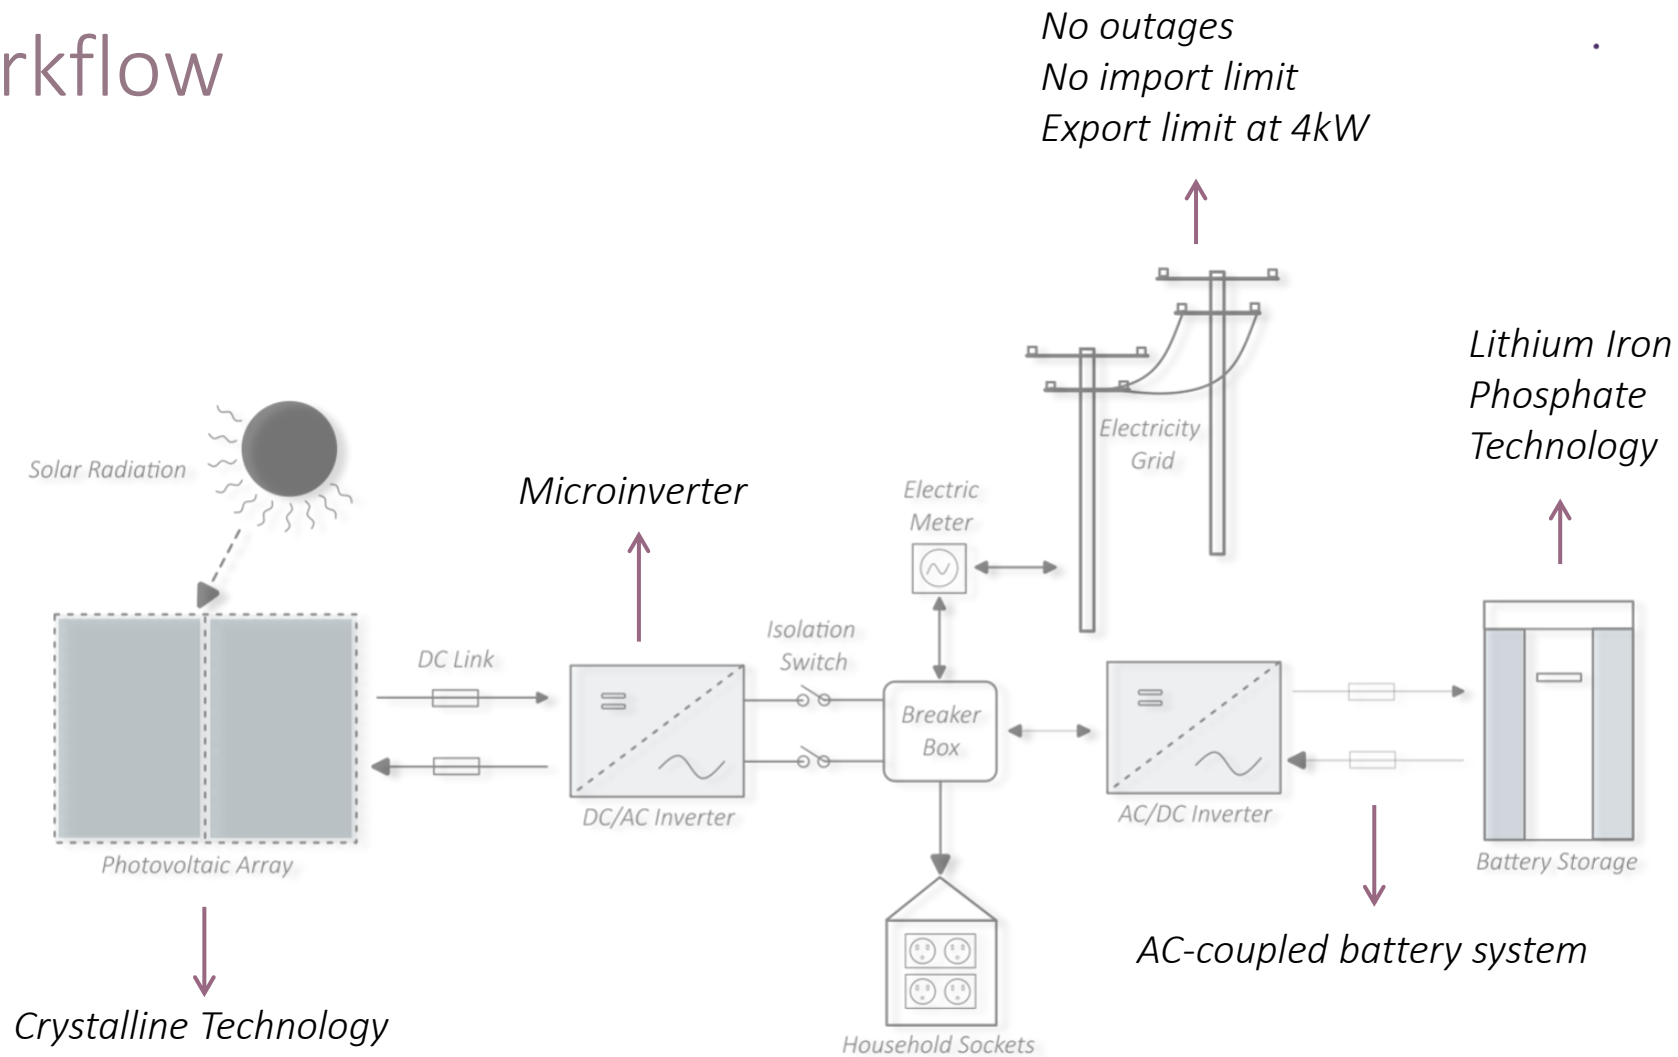 rkflow
No outages
No import limit
Export limit at 4kW
Lithium Iron
Phosphate
Technology
Electricity
Grid
Solar Radiation
Microinverter
Electric
Meter
Isolation
Switch
DC Link
Breaker
Box
DC/AC Inverter
AC/DC Inverter
Photovoltaic Array
Battery Storage
AC-coupled battery system
Crystalline Technology
Household Sockets